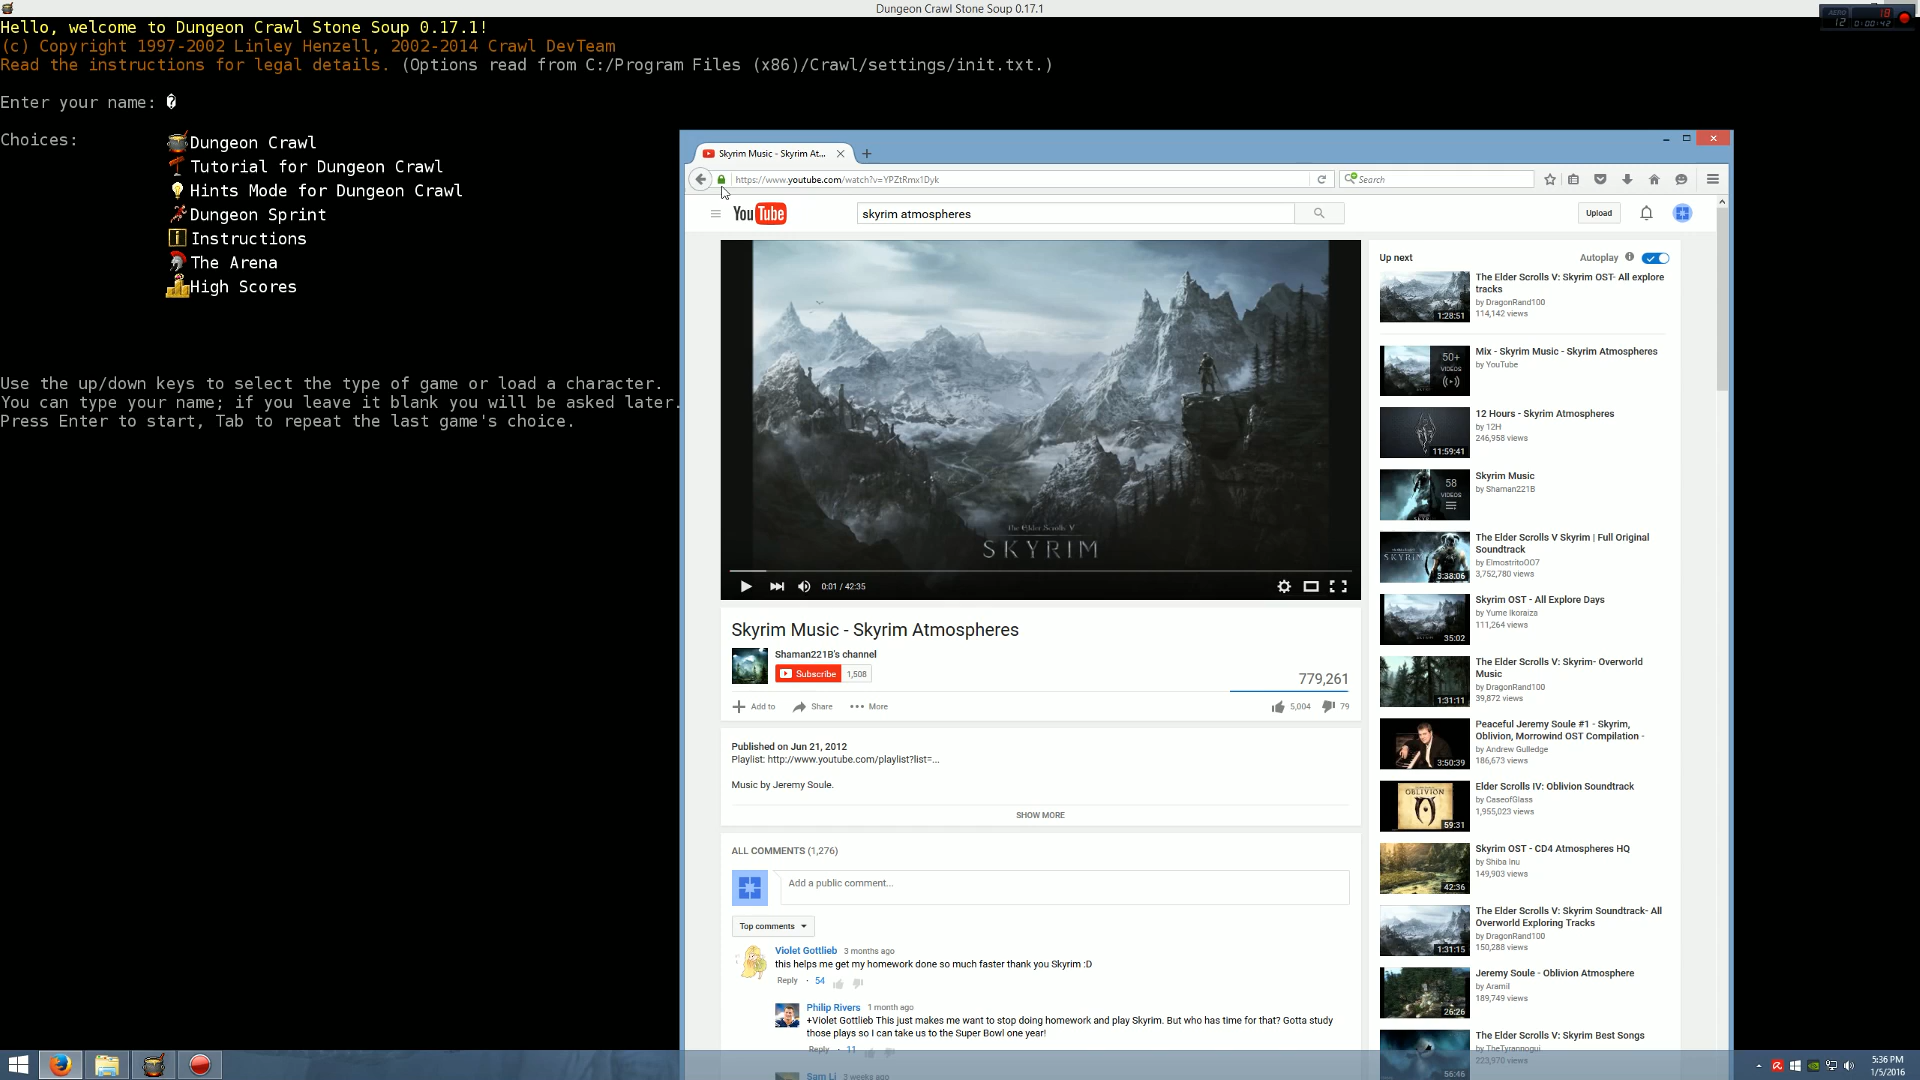 Dungeon Crawl Stone Soup 0.17.1
Hello, welcome to Dungeon Crawl Stone Soup 0.17.1!
(c) Copyright 1997-2002 Linley Henzell, 2002-2014 Crawl DevTeam
Read the instructions for legal details. (Options read from C:/Program Files (x86)/Crawl/settings/init.txt.)
Enter your name:
Choices:
Dungeon Crawl
Tutorial for Dungeon Crawl
Hints Mode for Dungeon Crawl
Dungeon Sprint
Instructions
The Arena
High Scores
Use the up/down keys to select the type of game or load a character.
You can type your name; if you leave it blank you will be asked later.
Press Enter to start, Tab to repeat the last game's choice.
Skyrim Music - Skyrim At...
https://www.youtube.com/watch?v=YPZtRmx1Dyk
Search
YouTube
skyrim atmospheres
Upload
The Elder Scrolls V
SKYRIM
0:01 / 42:35
Skyrim Music - Skyrim Atmospheres
Shaman221B's channel
Subscribe 1,508
779,261
Add to Share More
5,004 79
Published on Jun 21, 2012
Playlist: http://www.youtube.com/playlist?list=...
Music by Jeremy Soule.
SHOW MORE
ALL COMMENTS (1,276)
Add a public comment...
Top comments
Violet Gottlieb 3 months ago
this helps me get my homework done so much faster thank you Skyrim :D
Reply · 54
Philip Rivers 1 month ago
+Violet Gottlieb This just makes me want to stop doing homework and play Skyrim. But who has time for that? Gotta study
those plays so I can take us to the Super Bowl one year!
Reply · 11
Sam Li 3 weeks ago
Up next
Autoplay
The Elder Scrolls V: Skyrim OST- All explore
tracks
by DragonRand100
114,142 views
1:28:51
Mix - Skyrim Music - Skyrim Atmospheres
by YouTube
50+
VIDEOS
12 Hours - Skyrim Atmospheres
by 12H
246,958 views
11:59:41
Skyrim Music
by Shaman221B
58
VIDEOS
The Elder Scrolls V Skyrim | Full Original
Soundtrack
by ElmostritoOO7
3,752,780 views
SKYRIM
3:38:06
Skyrim OST - All Explore Days
by Yume Ikoraiza
111,264 views
35:02
The Elder Scrolls V: Skyrim- Overworld
Music
by DragonRand100
39,872 views
1:31:11
Peaceful Jeremy Soule #1 - Skyrim,
Oblivion, Morrowind OST Compilation -
by Andrew Gulledge
186,673 views
3:50:39
Elder Scrolls IV: Oblivion Soundtrack
by CaseofGlass
1,955,023 views
OBLIVION
59:31
Skyrim OST - CD4 Atmospheres HQ
by Shiba Inu
149,903 views
42:36
The Elder Scrolls V: Skyrim Soundtrack- All
Overworld Exploring Tracks
by DragonRand100
150,288 views
1:31:15
Jeremy Soule - Oblivion Atmosphere
by Aramil
189,749 views
26:26
The Elder Scrolls V: Skyrim Best Songs
by TheTyrannogui
223,970 views
56:46
5:36 PM
1/5/2016